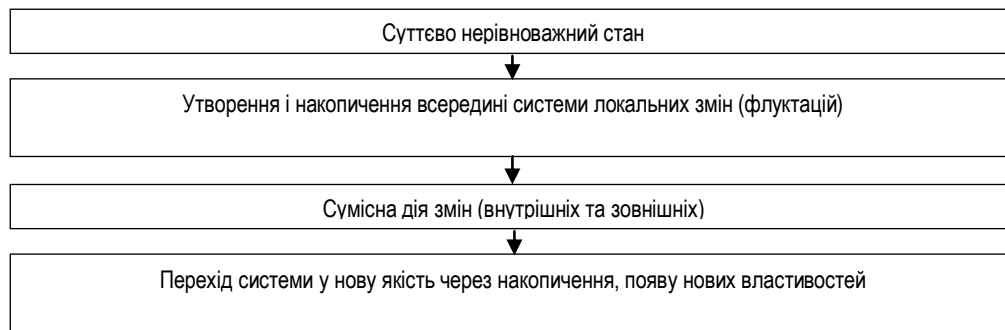 Суттєво нерівноважний стан
Утворення і накопичення всередині системи локальних змін (флуктацій)
Сумісна дія змін (внутрішніх та зовнішніх)
Перехід системи у нову якість через накопичення, появу нових властивостей